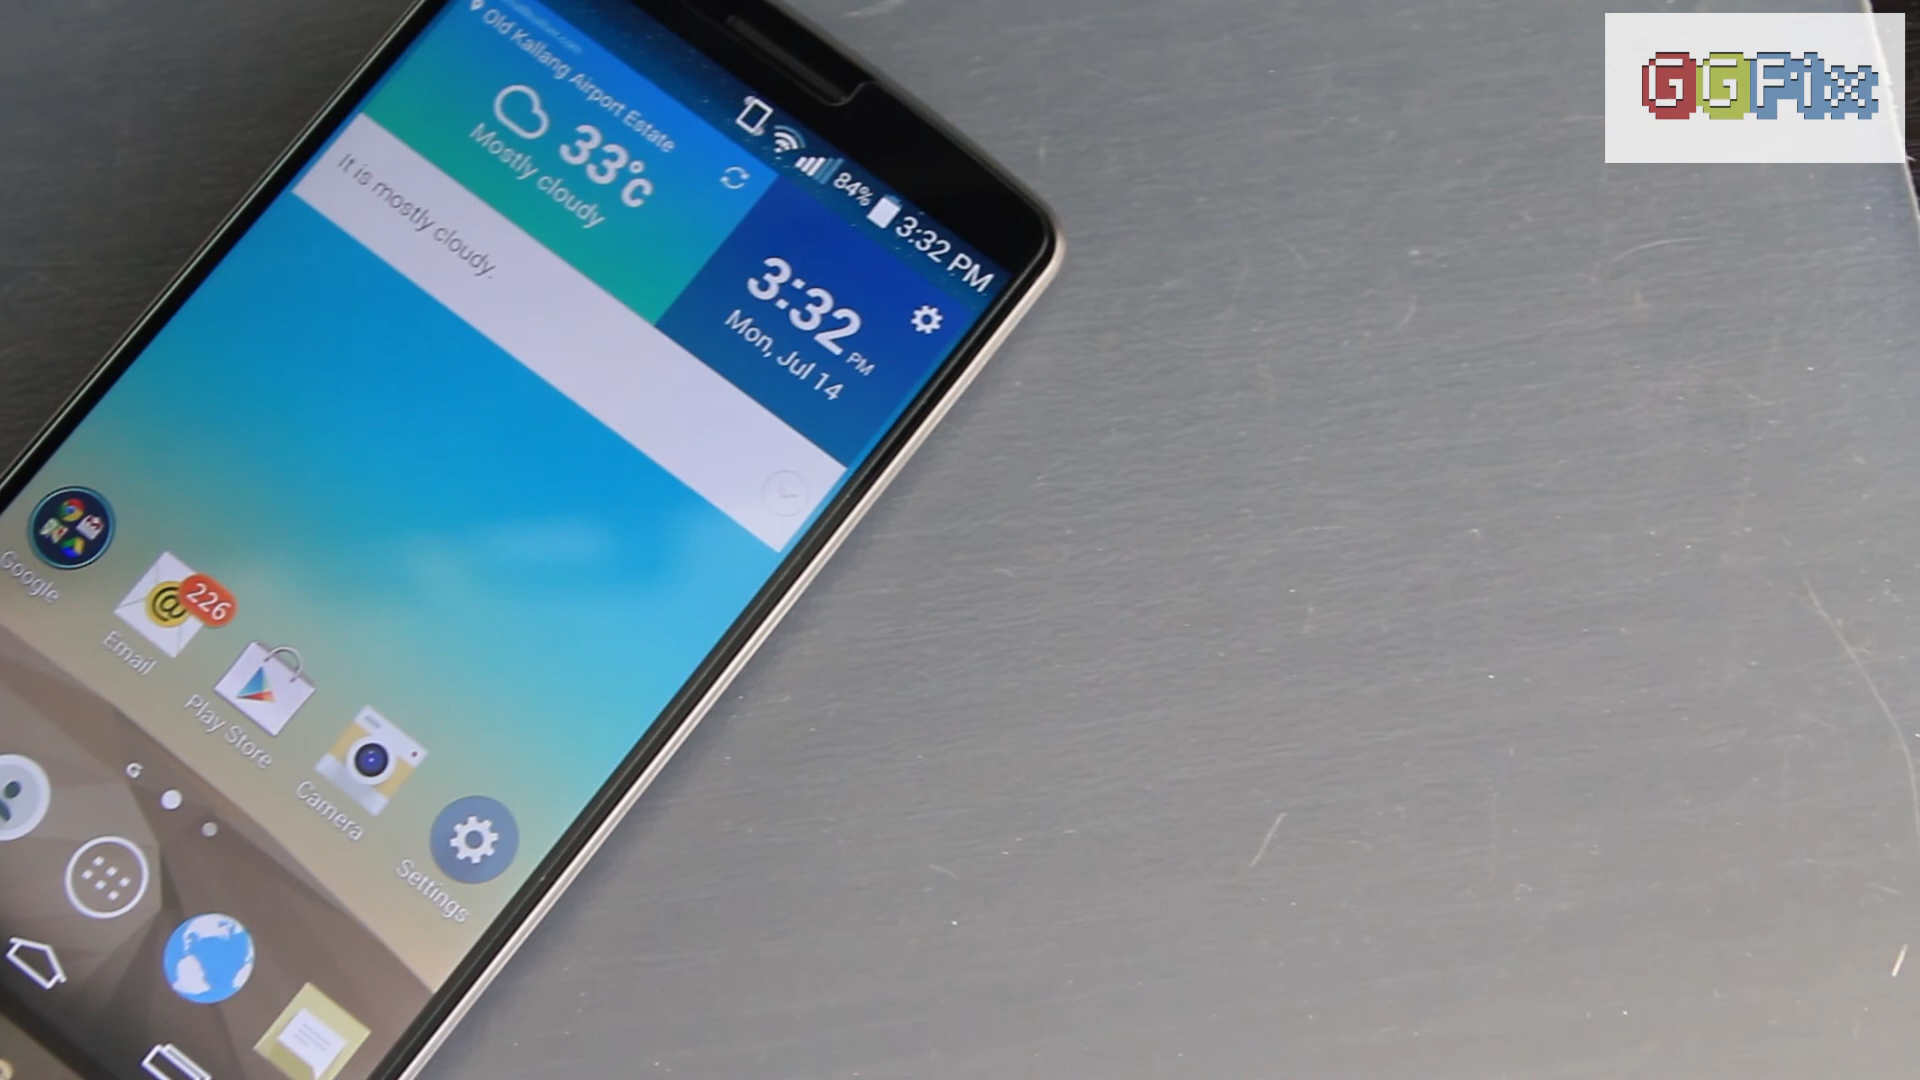 GGFix
Old Kallang Airport Estate
84% 3:32 PM
33°c
Mostly cloudy
It is mostly cloudy.
3:32 PM
Mon, Jul 14
Google
226
Email
Play Store
Camera
Settings
G